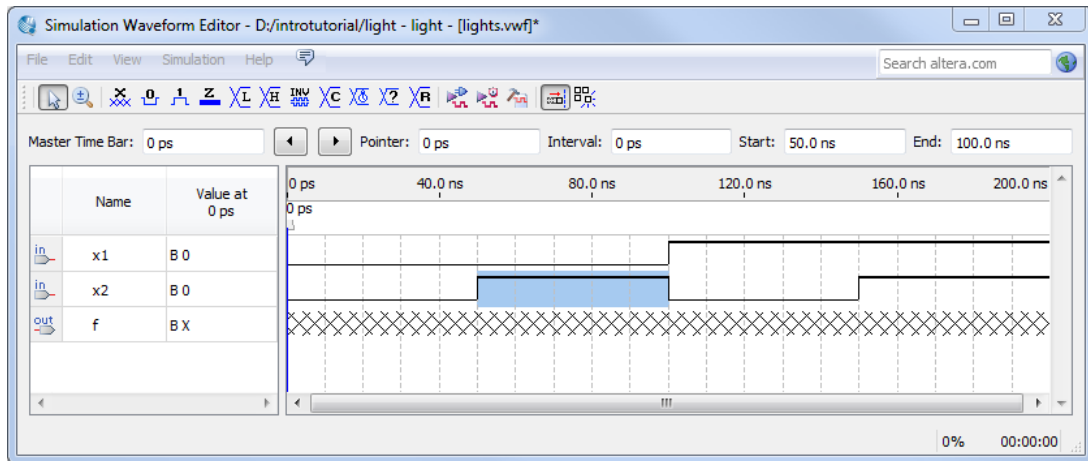 Simulation Waveform Editor - D:/introtutorial/light - light - [lights.vwf]*
File Edit View Simulation Help
Search altera.com
Master Time Bar: 0 ps Pointer: 0 ps Interval: 0 ps Start: 50.0 ns End: 100.0 ns
Name Value at 0 ps
0 ps 40.0 ns 80.0 ns 120.0 ns 160.0 ns 200.0 ns
0 ps
in x1 B 0
in x2 B 0
out f B X
0% 00:00:00